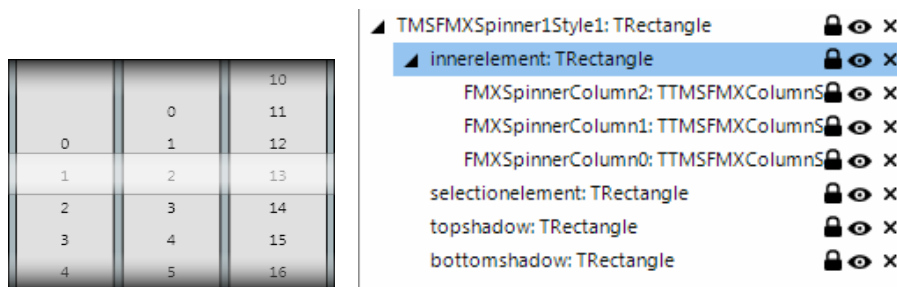 10
0 11
0 1 12
1 2 13
2 3 14
3 4 15
4 5 16
TMSFMXSpinner1Style1: TRectangle
innerelement: TRectangle
FMXSpinnerColumn2: TTMSFMXColumnS
FMXSpinnerColumn1: TTMSFMXColumnS
FMXSpinnerColumn0: TTMSFMXColumnS
selectionelement: TRectangle
topshadow: TRectangle
bottomshadow: TRectangle